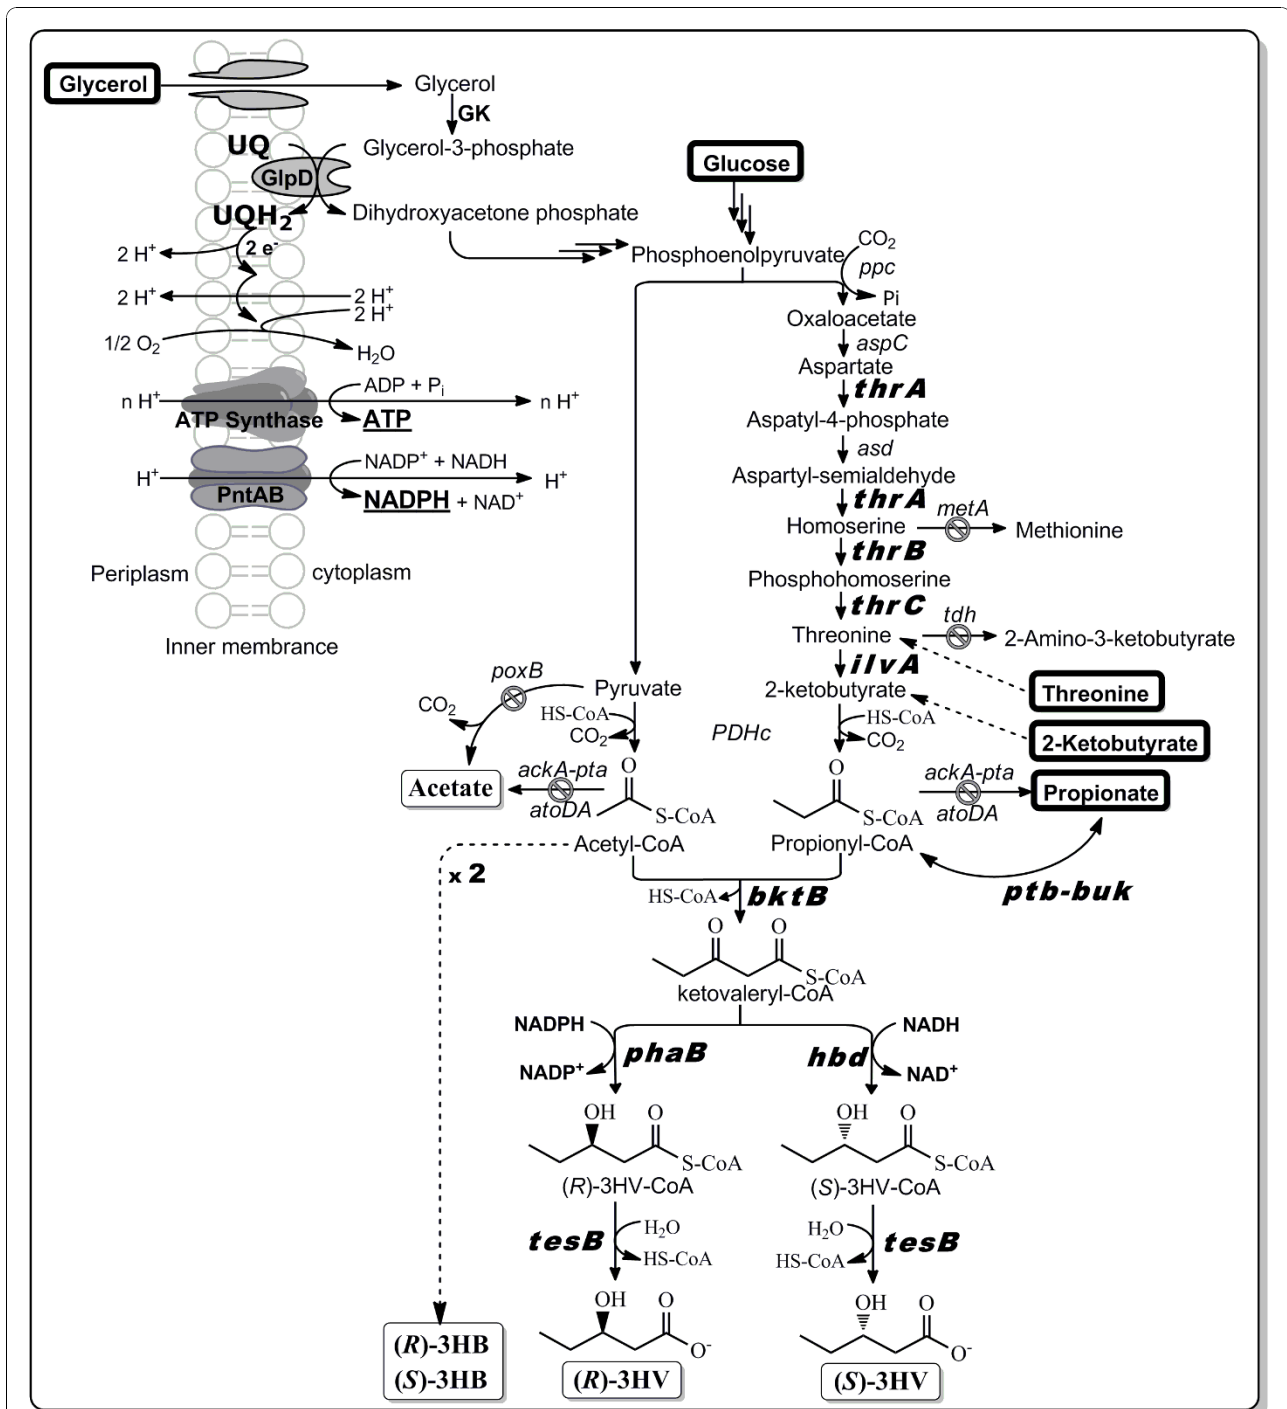 Glycerol
Glycerol
GK
UQ
Glycerol-3-phosphate
GlpD
UQH2
Dihydroxyacetone phosphate
2 H+
2 e-
2 H+
2 H+
2 H+
1/2 O2
H2O
ADP + Pi
n H+
n H+
ATP Synthase
ATP
NADP+ + NADH
H+
H+
PntAB
NADPH + NAD+
Periplasm
cytoplasm
Inner membrance
Glucose
Phosphoenolpyruvate
CO2
ppc
Pi
Oxaloacetate
aspC
Aspartate
thrA
Aspatyl-4-phosphate
asd
Aspartyl-semialdehyde
thrA
metA
Homoserine
Methionine
thrB
Phosphohomoserine
thrC
tdh
Threonine
2-Amino-3-ketobutyrate
ilvA
Threonine
poxB
Pyruvate
2-ketobutyrate
CO2
HS-CoA
CO2
PDHc
HS-CoA
CO2
2-Ketobutyrate
Acetate
ackA-pta
atoDA
O
S-CoA
Acetyl-CoA
O
S-CoA
Propionyl-CoA
ackA-pta
atoDA
Propionate
x 2
HS-CoA
bktB
ptb-buk
O
O
S-CoA
ketovaleryl-CoA
NADPH
phaB
NADP+
NADH
hbd
NAD+
OH
O
S-CoA
(R)-3HV-CoA
OH
O
S-CoA
(S)-3HV-CoA
tesB
H2O
HS-CoA
H2O
HS-CoA
tesB
OH
O
O-
OH
O
O-
(R)-3HB
(S)-3HB
(R)-3HV
(S)-3HV